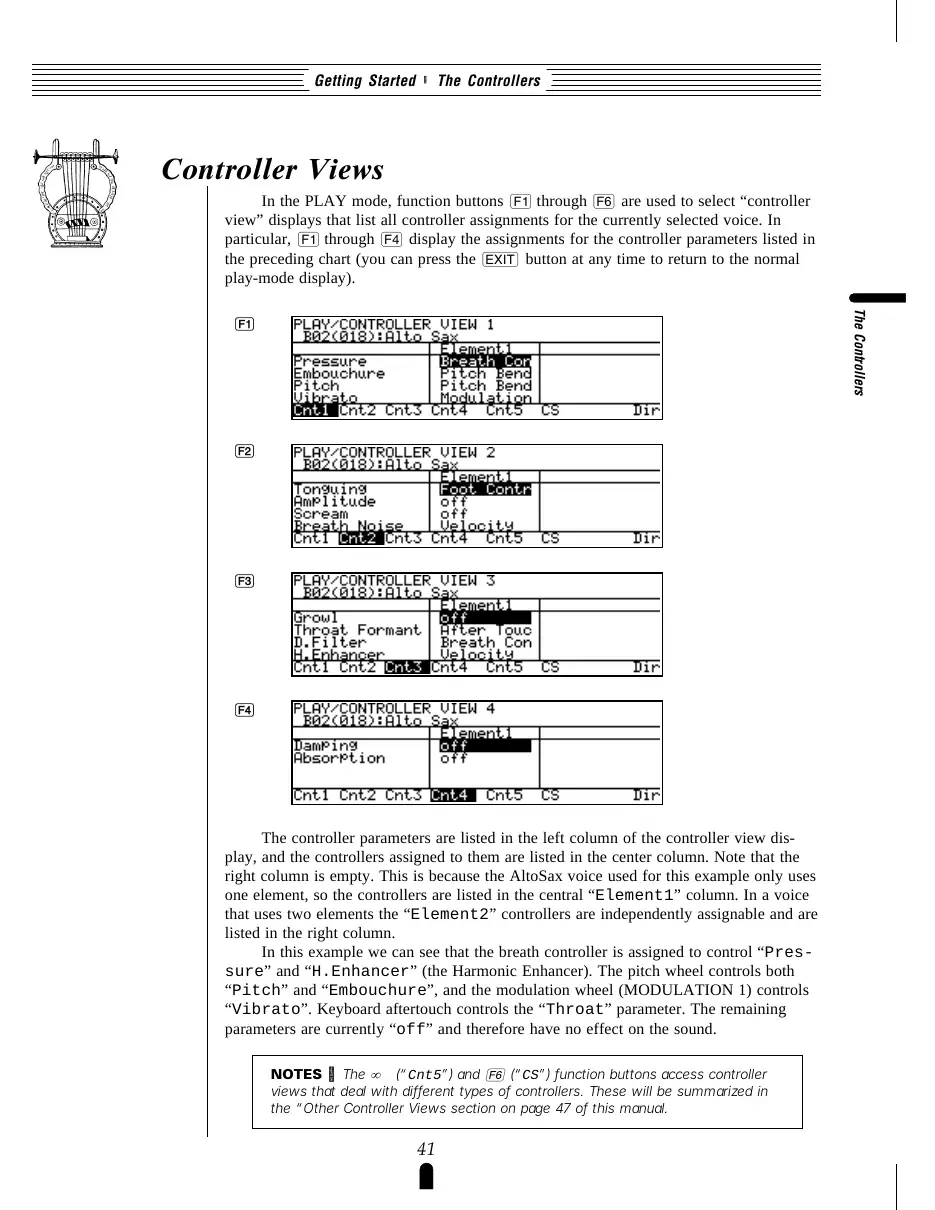 Getting Started The Controllers
Controller Views
In the PLAY mode, function buttons F1 through F6 are used to select “controller
view” displays that list all controller assignments for the currently selected voice. In
particular, F1 through F4 display the assignments for the controller parameters listed in
the preceding chart (you can press the EXIT button at any time to return to the normal
play-mode display).
The Controllers
F1
PLAY/CONTROLLER VIEW 1
B02(018):Alto Sax
Element1
Pressure Breath Con
Embouchure Pitch Bend
Pitch Pitch Bend
Vibrato Modulation
Cnt1 Cnt2 Cnt3 Cnt4 Cnt5 CS Dir
F2
PLAY/CONTROLLER VIEW 2
B02(018):Alto Sax
Element1
Tonguing Foot Contr
Amplitude off
Scream off
Breath Noise Velocity
Cnt1 Cnt2 Cnt3 Cnt4 Cnt5 CS Dir
F3
PLAY/CONTROLLER VIEW 3
B02(018):Alto Sax
Element1
Growl off
Throat Formant After Touc
D.Filter Breath Con
H.Enhancer Velocity
Cnt1 Cnt2 Cnt3 Cnt4 Cnt5 CS Dir
F4
PLAY/CONTROLLER VIEW 4
B02(018):Alto Sax
Element1
Damping off
Absorption off
Cnt1 Cnt2 Cnt3 Cnt4 Cnt5 CS Dir
The controller parameters are listed in the left column of the controller view dis-
play, and the controllers assigned to them are listed in the center column. Note that the
right column is empty. This is because the AltoSax voice used for this example only uses
one element, so the controllers are listed in the central “Element1” column. In a voice
that uses two elements the “Element2” controllers are independently assignable and are
listed in the right column.
In this example we can see that the breath controller is assigned to control “Pres-
sure” and “H.Enhancer” (the Harmonic Enhancer). The pitch wheel controls both
“Pitch” and “Embouchure”, and the modulation wheel (MODULATION 1) controls
“Vibrato”. Keyboard aftertouch controls the “Throat” parameter. The remaining
parameters are currently “off” and therefore have no effect on the sound.
NOTES The ∞ (“Cnt5”) and F6 (“CS”) function buttons access controller
views that deal with different types of controllers. These will be summarized in
the “Other Controller Views section on page 47 of this manual.
41